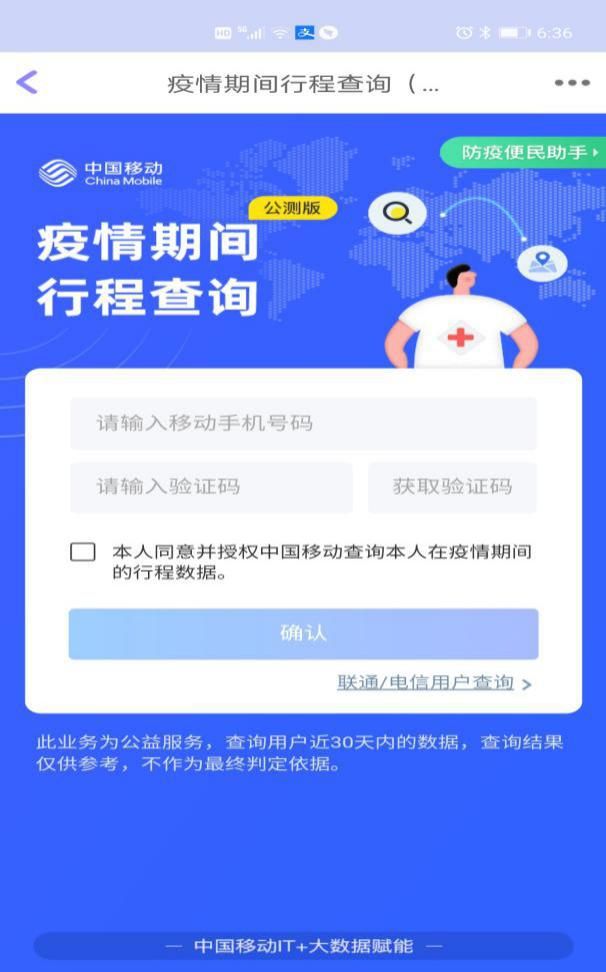 HD 5G 6:36
疫情期间行程查询（...
防疫便民助手
中国移动
China Mobile
公测版
疫情期间
行程查询
请输入移动手机号码
请输入验证码 获取验证码
本人同意并授权中国移动查询本人在疫情期间
的行程数据。
确认
联通/电信用户查询 >
此业务为公益服务，查询用户近30天内的数据，查询结果
仅供参考，不作为最终判定依据。
— 中国移动IT+大数据赋能 —